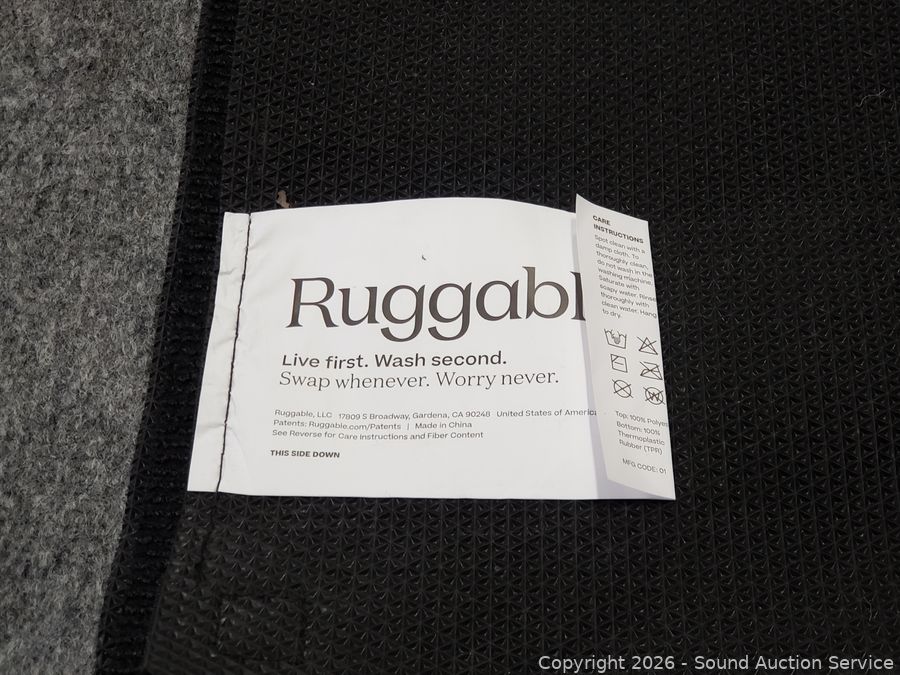 Ruggabl
Live first. Wash second.
Swap whenever. Worry never.
Ruggable, LLC 17809 S Broadway, Gardena, CA 90248 United States of America
Patents: Ruggable.com/Patents | Made in China
See Reverse for Care Instructions and Fiber Content
THIS SIDE DOWN
CARE
INSTRUCTIONS
Spot clean with a
damp cloth. To
thoroughly clean,
do not wash in the
washing machine.
Saturate with
soapy water. Rinse
thoroughly with
clean water. Hang
to dry.
Top: 100% Polyes
Bottom: 100%
Thermoplastic
Rubber (TPR)
MFG CODE: 01
Copyright 2026 - Sound Auction Service